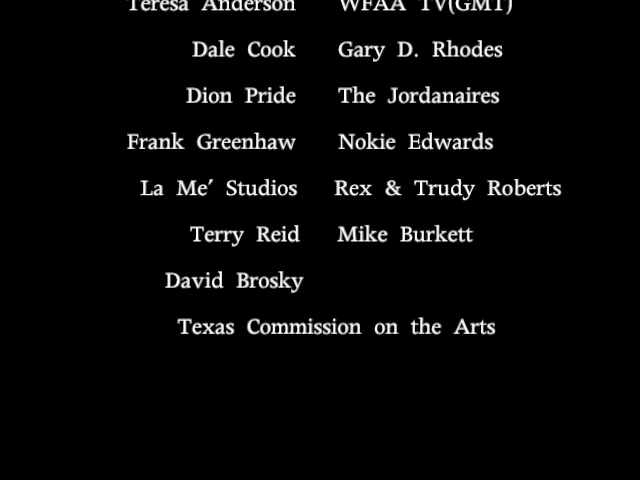 Teresa Anderson WFAA TV(GMT)
Dale Cook Gary D. Rhodes
Dion Pride The Jordanaires
Frank Greenhaw Nokie Edwards
La Me' Studios Rex & Trudy Roberts
Terry Reid Mike Burkett
David Brosky
Texas Commission on the Arts